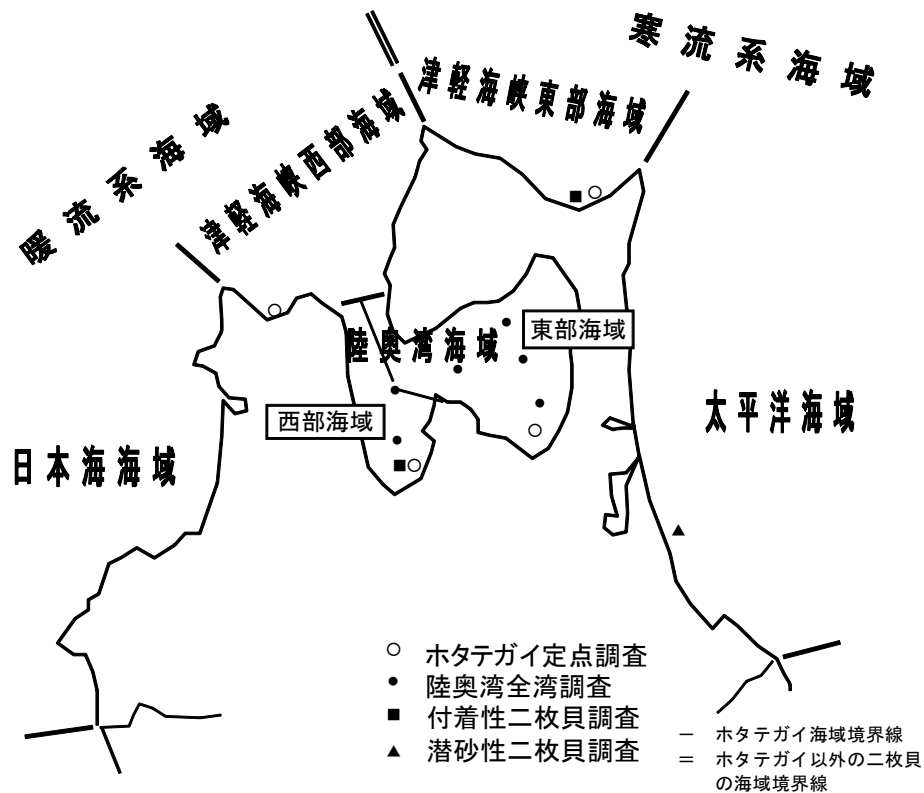 寒流系海域
津軽海峡東部海域
暖流系海域
津軽海峡西部海域
東部海域
陸奥湾海域
太平洋海域
西部海域
日本海海域
○ ホタテガイ定点調査
● 陸奥湾全湾調査
■ 付着性二枚貝調査
▲ 潜砂性二枚貝調査
− ホタテガイ海域境界線
= ホタテガイ以外の二枚貝
の海域境界線